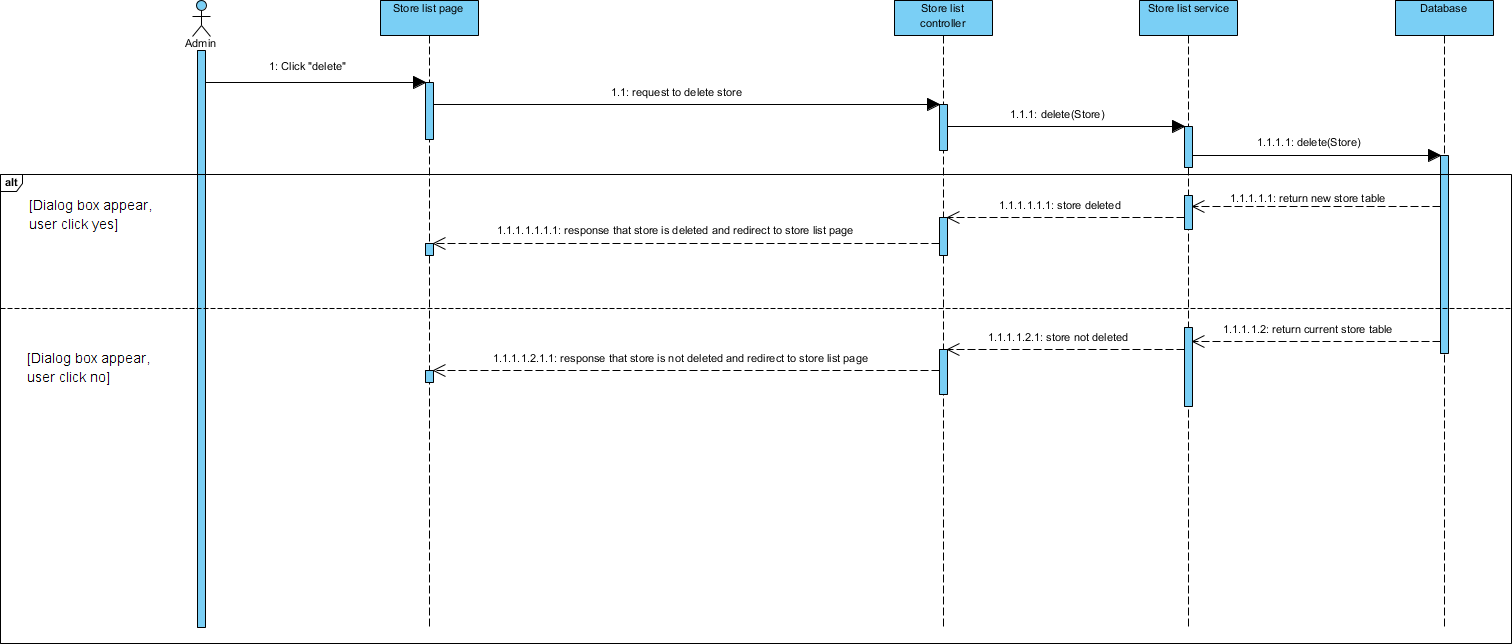 Admin
Store list page
Store list
controller
Store list service
Database
1: Click "delete"
1.1: request to delete store
1.1.1: delete(Store)
1.1.1.1: delete(Store)
alt
[Dialog box appear,
user click yes]
1.1.1.1.1: return new store table
1.1.1.1.1.1: store deleted
1.1.1.1.1.1.1: response that store is deleted and redirect to store list page
[Dialog box appear,
user click no]
1.1.1.1.2: return current store table
1.1.1.1.2.1: store not deleted
1.1.1.1.2.1.1: response that store is not deleted and redirect to store list page